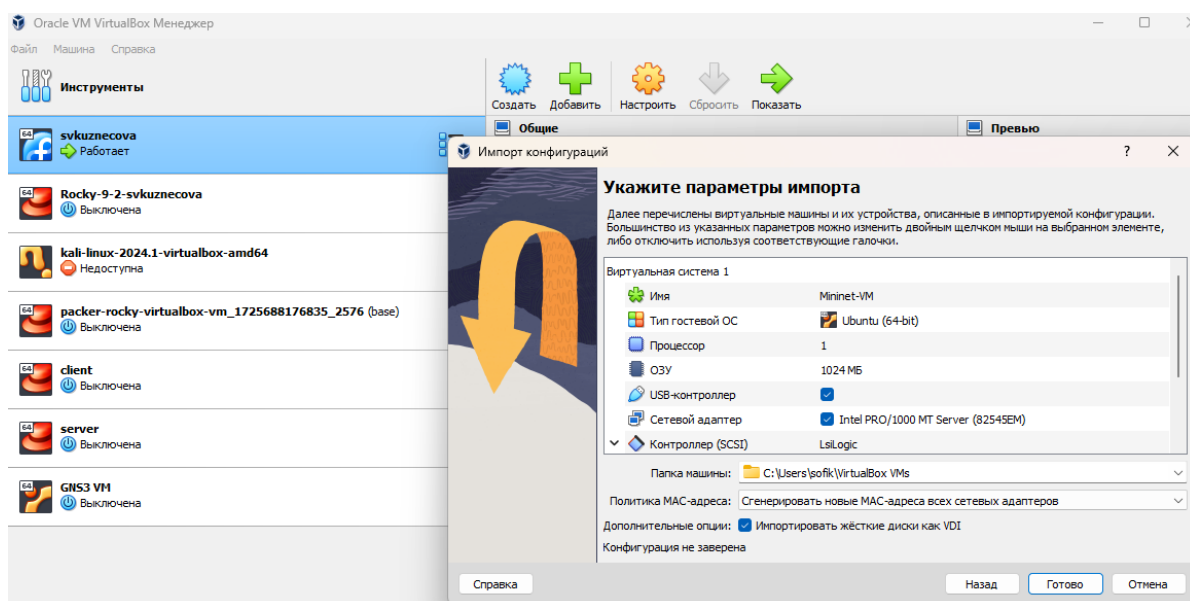 Oracle VM VirtualBox Менеджер
Файл Машина Справка
Инструменты
Создать Добавить Настроить Сбросить Показать
64 svkuznecova
Работает
64 Rocky-9-2-svkuznecova
Выключена
kali-linux-2024.1-virtualbox-amd64
Недоступна
64 packer-rocky-virtualbox-vm_1725688176835_2576 (base)
Выключена
64 client
Выключена
64 server
Выключена
64 GNS3 VM
Выключена
Общие
Превью
Импорт конфигураций ?
Укажите параметры импорта
Далее перечислены виртуальные машины и их устройства, описанные в импортируемой конфигурации.
Большинство из указанных параметров можно изменить двойным щелчком мыши на выбранном элементе,
либо отключить используя соответствующие галочки.
Виртуальная система 1
Имя Mininet-VM
Тип гостевой ОС Ubuntu (64-bit)
Процессор 1
ОЗУ 1024 МБ
USB-контроллер
Сетевой адаптер Intel PRO/1000 MT Server (82545EM)
Контроллер (SCSI) LsiLogic
Папка машины: C:\Users\sofik\VirtualBox VMs
Политика MAC-адреса: Сгенерировать новые MAC-адреса всех сетевых адаптеров
Дополнительные опции: Импортировать жёсткие диски как VDI
Конфигурация не заверена
Справка Назад Готово Отмена